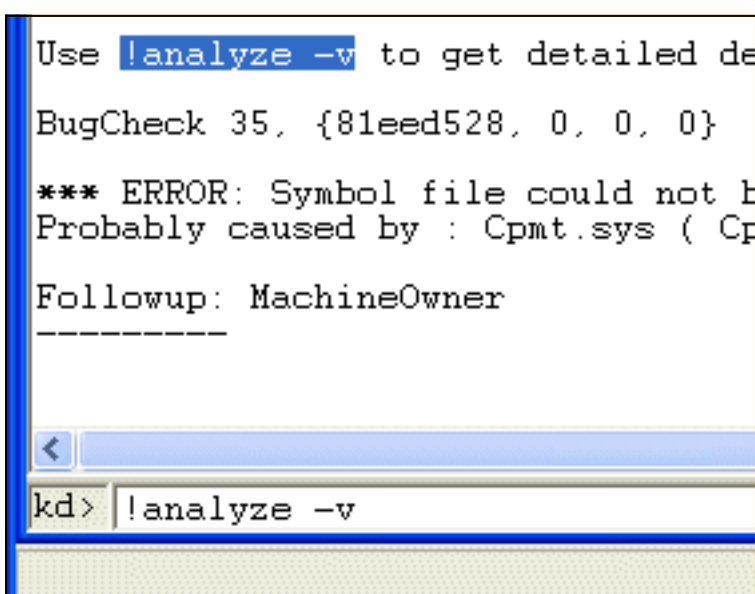 Use !analyze -v to get detailed de
BugCheck 35, {81eed528, 0, 0, 0}
*** ERROR: Symbol file could not b
Probably caused by : Cpmt.sys ( Cp
Followup: MachineOwner
---------
kd> !analyze -v